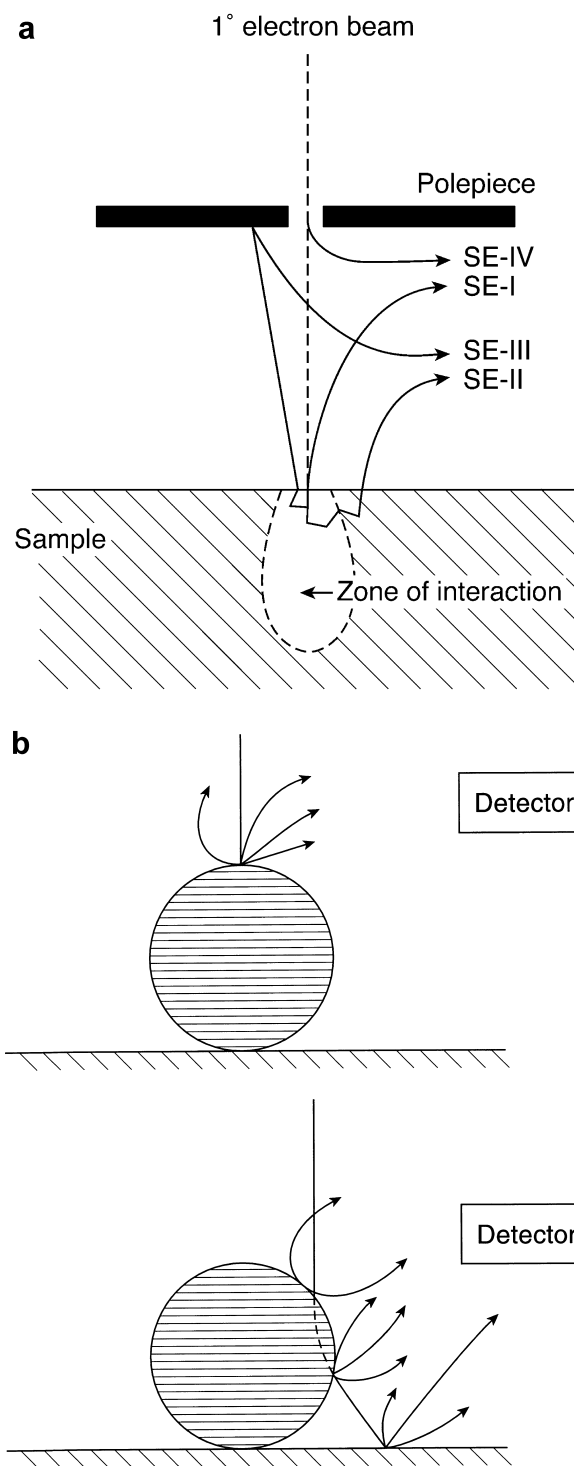 a
1° electron beam
Polepiece
SE-IV
SE-I
SE-III
SE-II
Sample
Zone of interaction
b
Detector
Detector